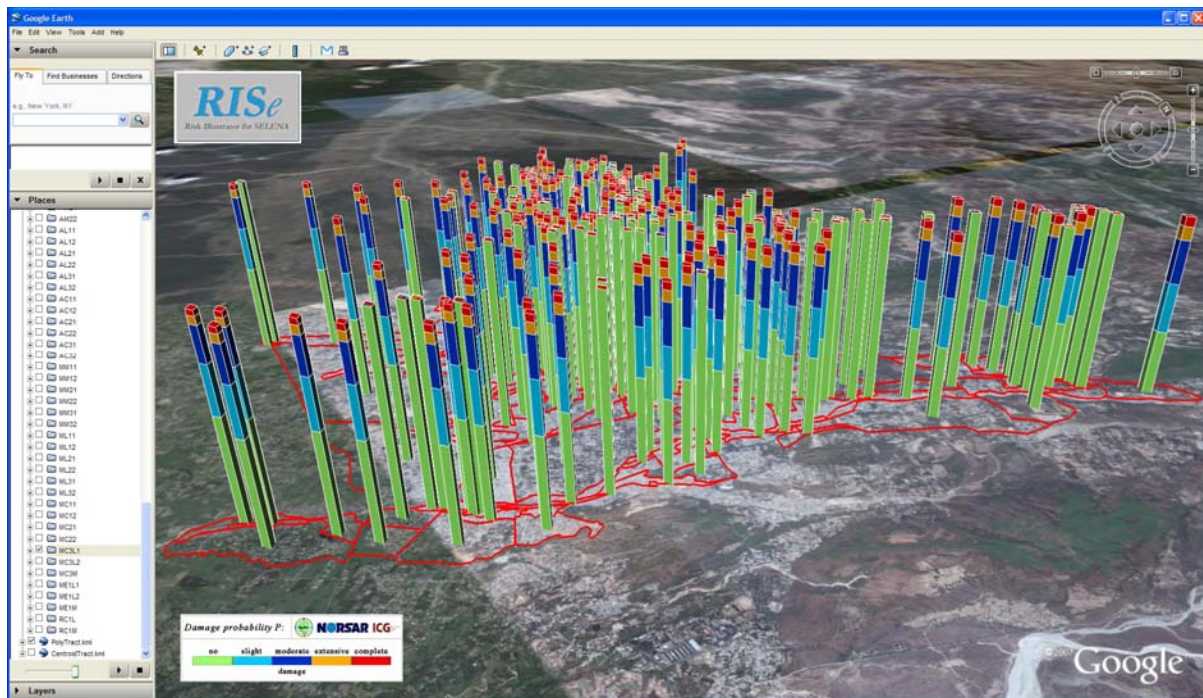 Google Earth
File Edit View Tools Add Help
Search
Fly To Find Businesses Directions
e.g., New York, NY
Places
AM22
AL11
AL12
AL21
AL22
AL31
AL32
AC11
AC12
AC21
AC22
AC31
AC32
MM11
MM12
MM21
MM22
MM31
MM32
ML11
ML12
ML21
ML22
ML31
ML32
MC11
MC12
MC21
MC22
MC3L1
MC3L2
MC3M
ME1L1
ME1L2
ME1M
RC1L
RC1M
PolyTract.kml
CentroidTract.kml
Layers
RISe
Risk Illustrator for SELENA
N
Damage probability P: NORSAR ICG
no slight moderate extensive complete
damage
©2007 Google